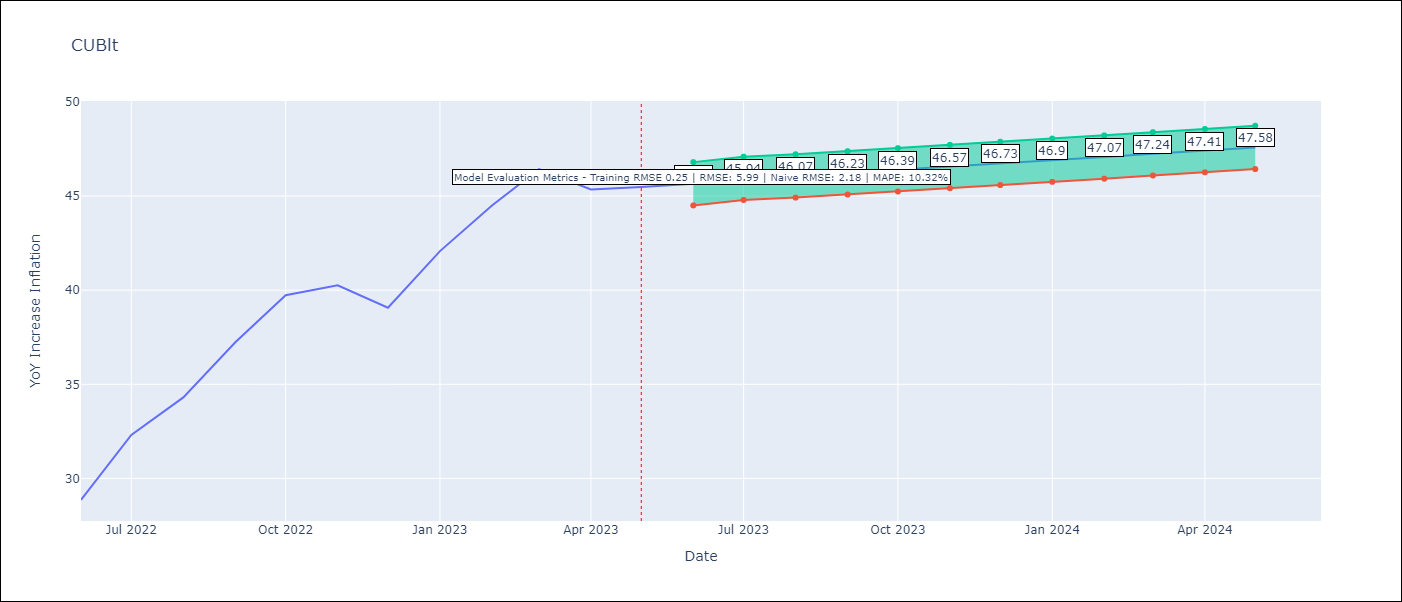 CUBlt
50
45
40
35
30
YoY Increase Inflation
46.07
46.23
46.39
46.57
46.73
46.9
47.07
47.24
47.41
47.58
Model Evaluation Metrics - Training RMSE 0.25 | RMSE: 5.99 | Naive RMSE: 2.18 | MAPE: 10.32%
Jul 2022
Oct 2022
Jan 2023
Apr 2023
Jul 2023
Oct 2023
Jan 2024
Apr 2024
Date